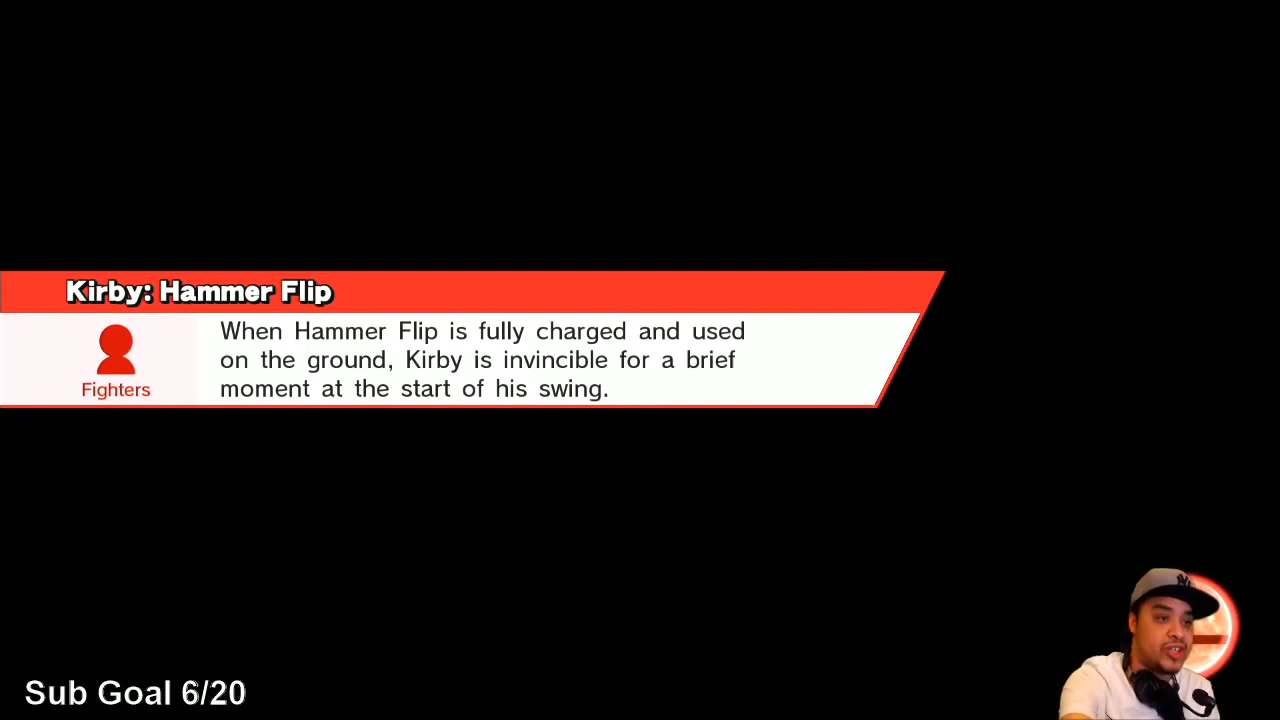 Kirby: Hammer Flip
When Hammer Flip is fully charged and used
on the ground, Kirby is invincible for a brief
moment at the start of his swing.
Fighters
Sub Goal 6/20